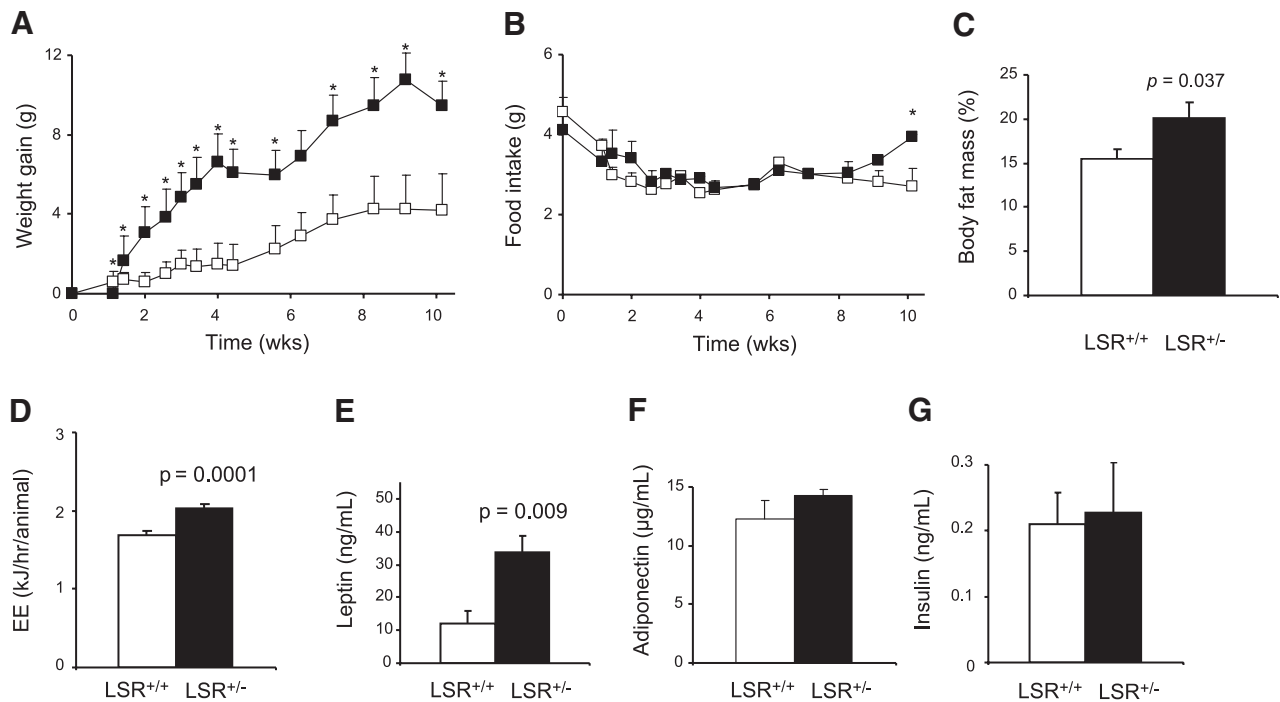 A
Weight gain (g)
12
8
4
0
* * * * * * * * * * * * *
0 2 4 6 8 10
Time (wks)
B
Food intake (g)
6
4
2
0
*
0 2 4 6 8 10
Time (wks)
C
Body fat mass (%)
25
20
15
10
5
0
p = 0.037
LSR+/+ LSR+/-
D
EE (kJ/hr/animal)
3
2
1
0
p = 0.0001
LSR+/+ LSR+/-
E
Leptin (ng/mL)
50
40
30
20
10
0
p = 0.009
LSR+/+ LSR+/-
F
Adiponectin (µg/mL)
15
10
5
0
LSR+/+ LSR+/-
G
Insulin (ng/mL)
0.3
0.2
0.1
0
LSR+/+ LSR+/-